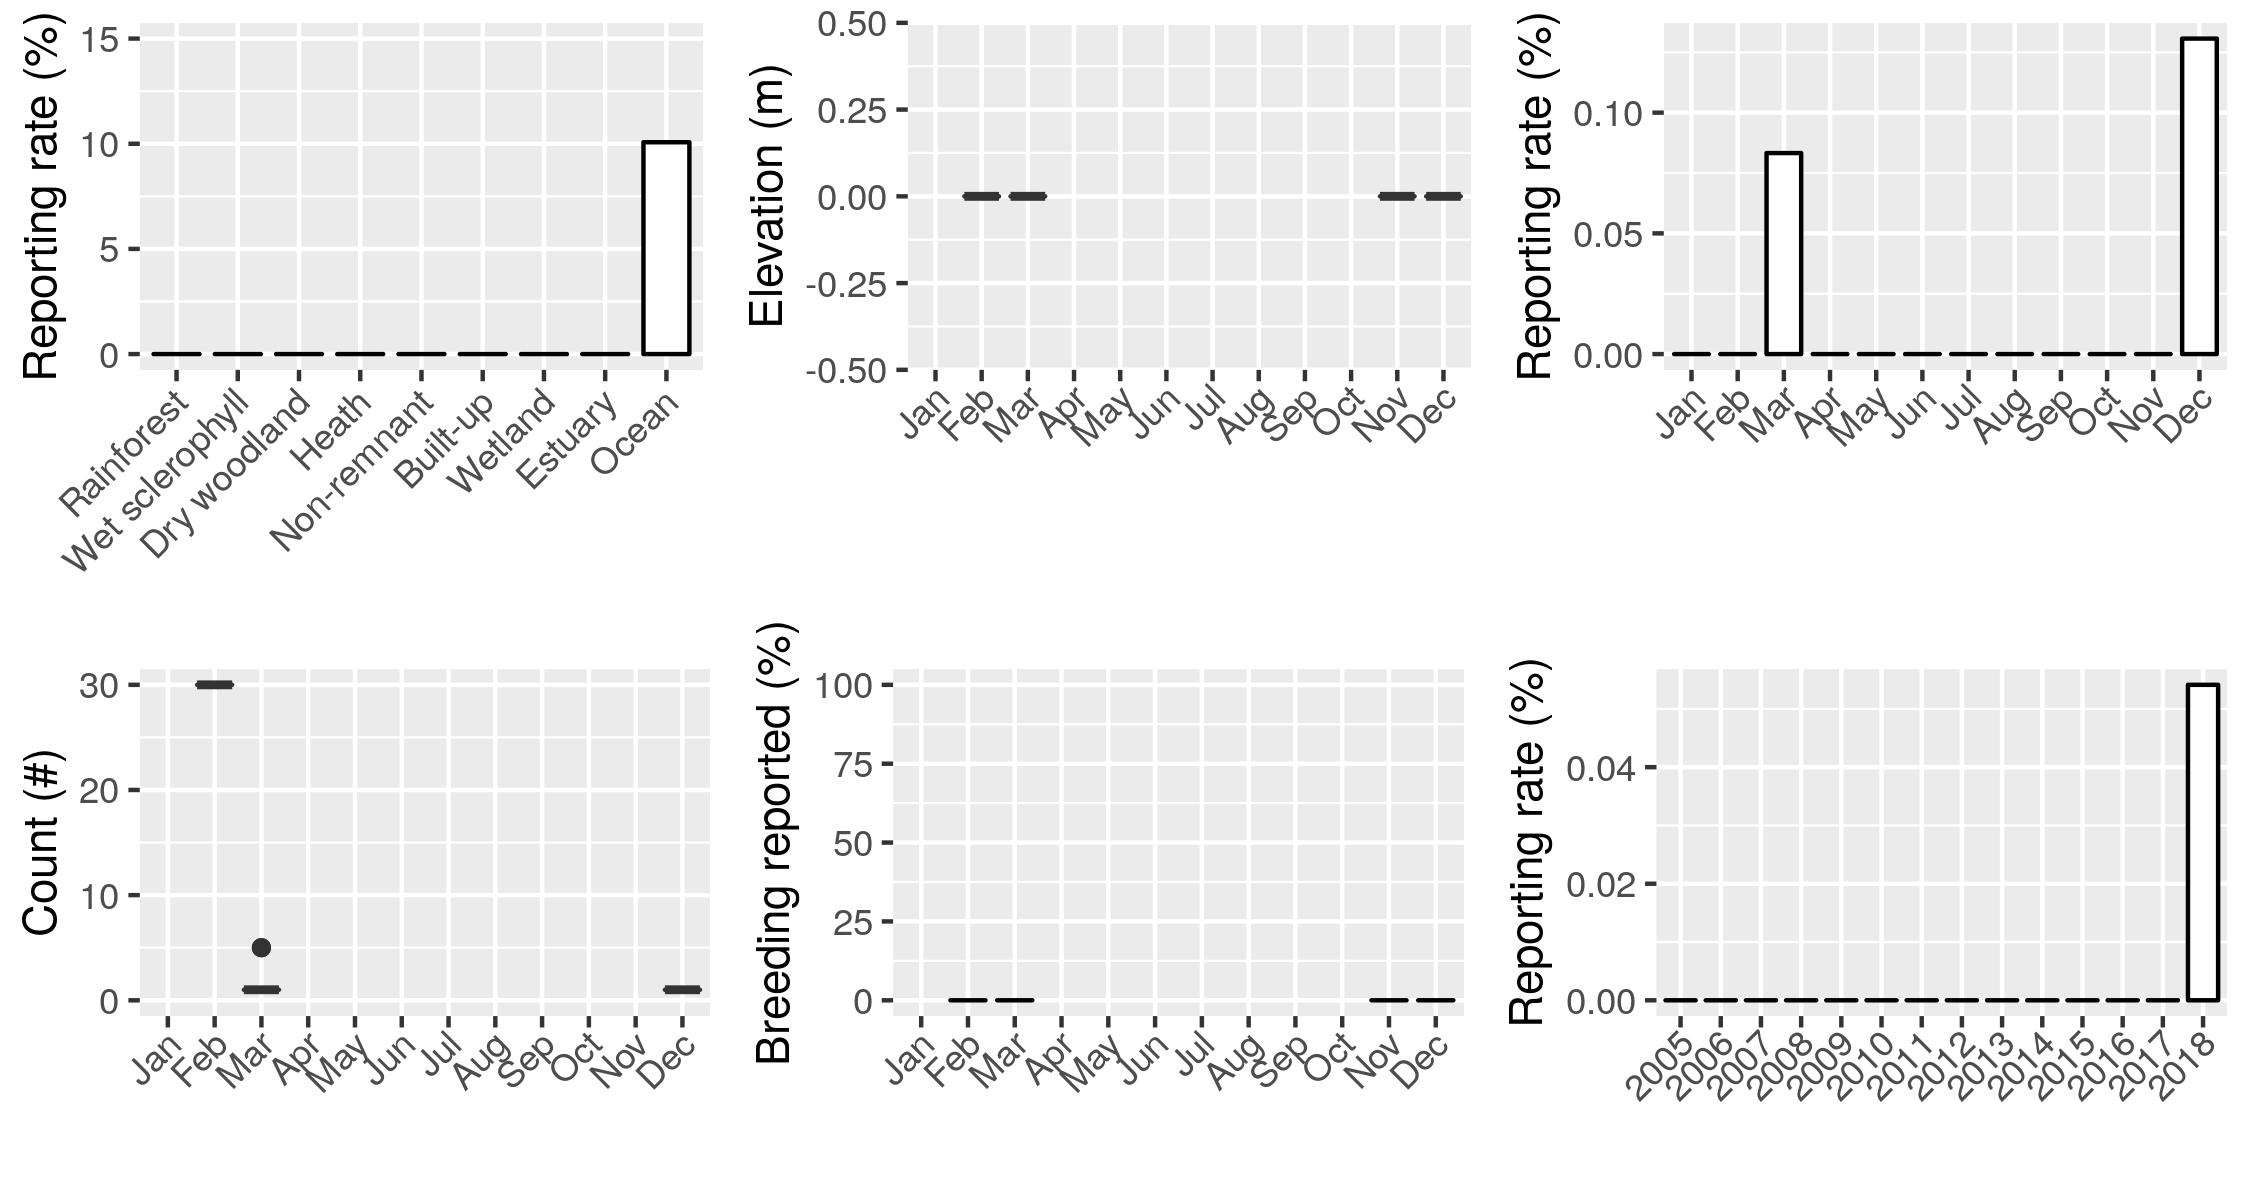 Reporting rate (%)
15
10
5
0
Rainforest
Wet sclerophyll
Dry woodland
Heath
Non-remnant
Built-up
Wetland
Estuary
Ocean
Elevation (m)
0.50
0.25
0.00
-0.25
-0.50
Jan
Feb
Mar
Apr
May
Jun
Jul
Aug
Sep
Oct
Nov
Dec
Reporting rate (%)
0.10
0.05
0.00
Jan
Feb
Mar
Apr
May
Jun
Jul
Aug
Sep
Oct
Nov
Dec
Count (#)
30
20
10
0
Jan
Feb
Mar
Apr
May
Jun
Jul
Aug
Sep
Oct
Nov
Dec
Breeding reported (%)
100
75
50
25
0
Jan
Feb
Mar
Apr
May
Jun
Jul
Aug
Sep
Oct
Nov
Dec
Reporting rate (%)
0.04
0.02
0.00
2005
2006
2007
2008
2009
2010
2011
2012
2013
2014
2015
2016
2017
2018